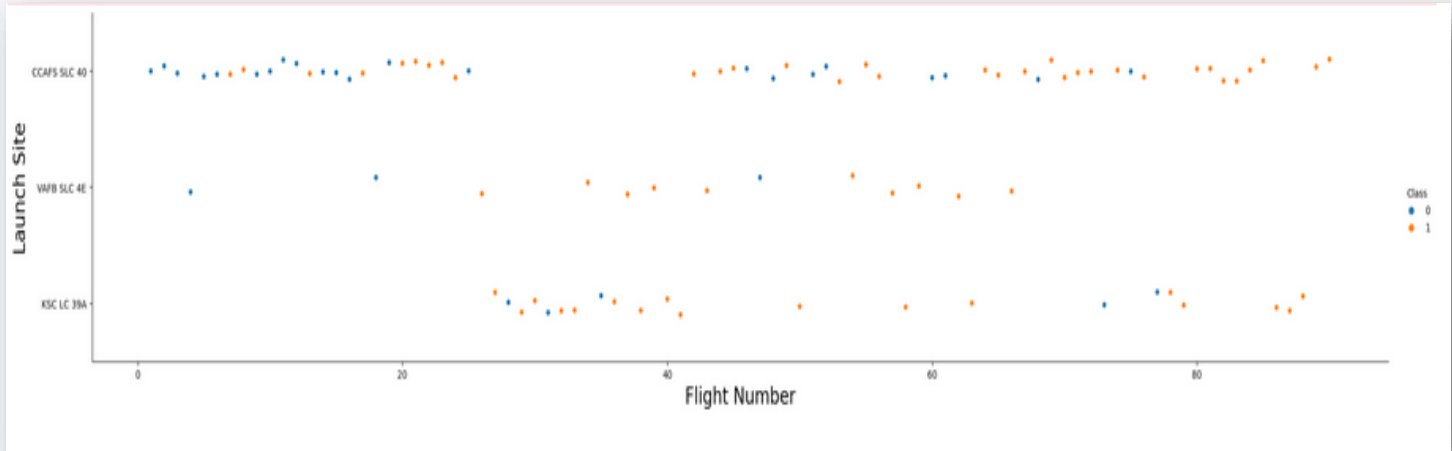 Launch Site
CCAFS SLC 40
VAFB SLC 4E
KSC LC 39A
0 20 40 60 80
Flight Number
Class
0
1